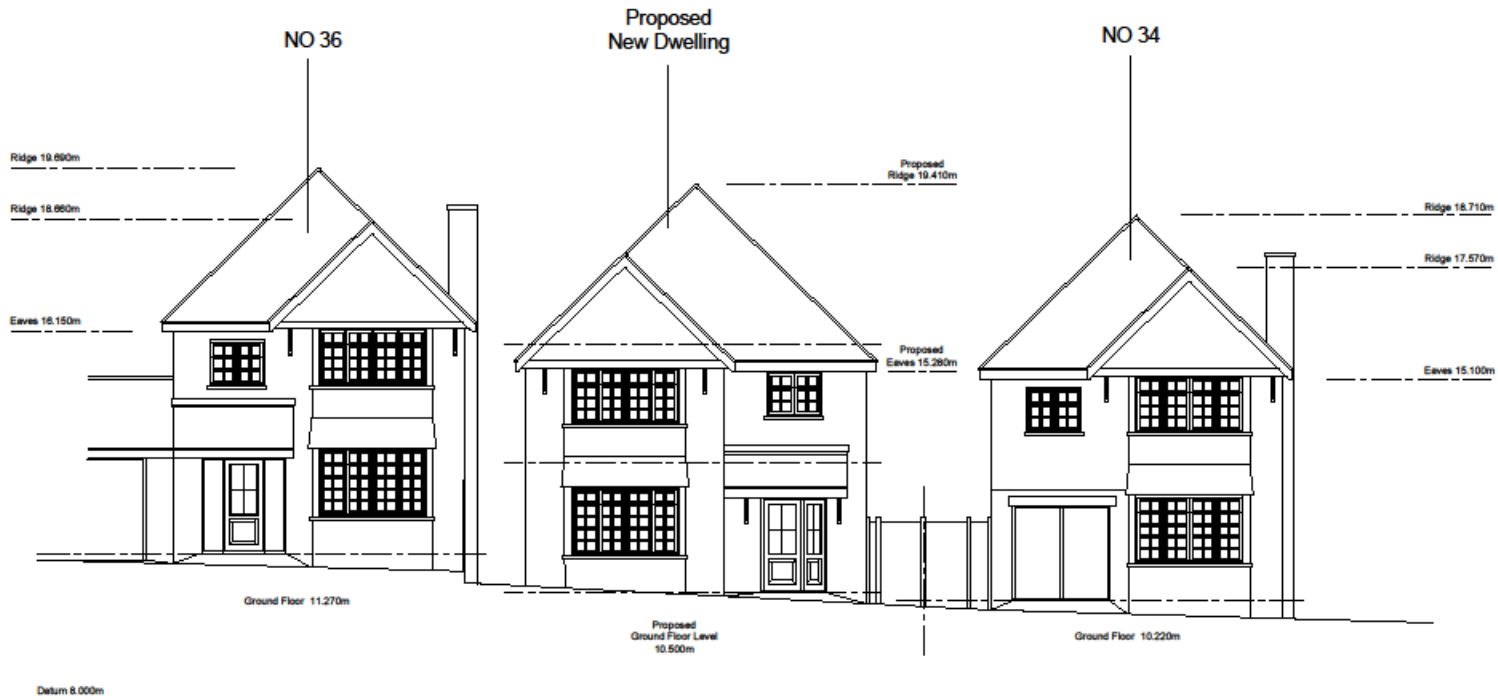 NO 36
Proposed
New Dwelling
NO 34
Ridge 19.690m
Ridge 18.660m
Eaves 16.150m
Proposed
Ridge 19.410m
Proposed
Eaves 15.260m
Ridge 18.710m
Ridge 17.570m
Eaves 15.100m
Ground Floor 11.270m
Proposed
Ground Floor Level
10.500m
Ground Floor 10.220m
Datum 8.000m